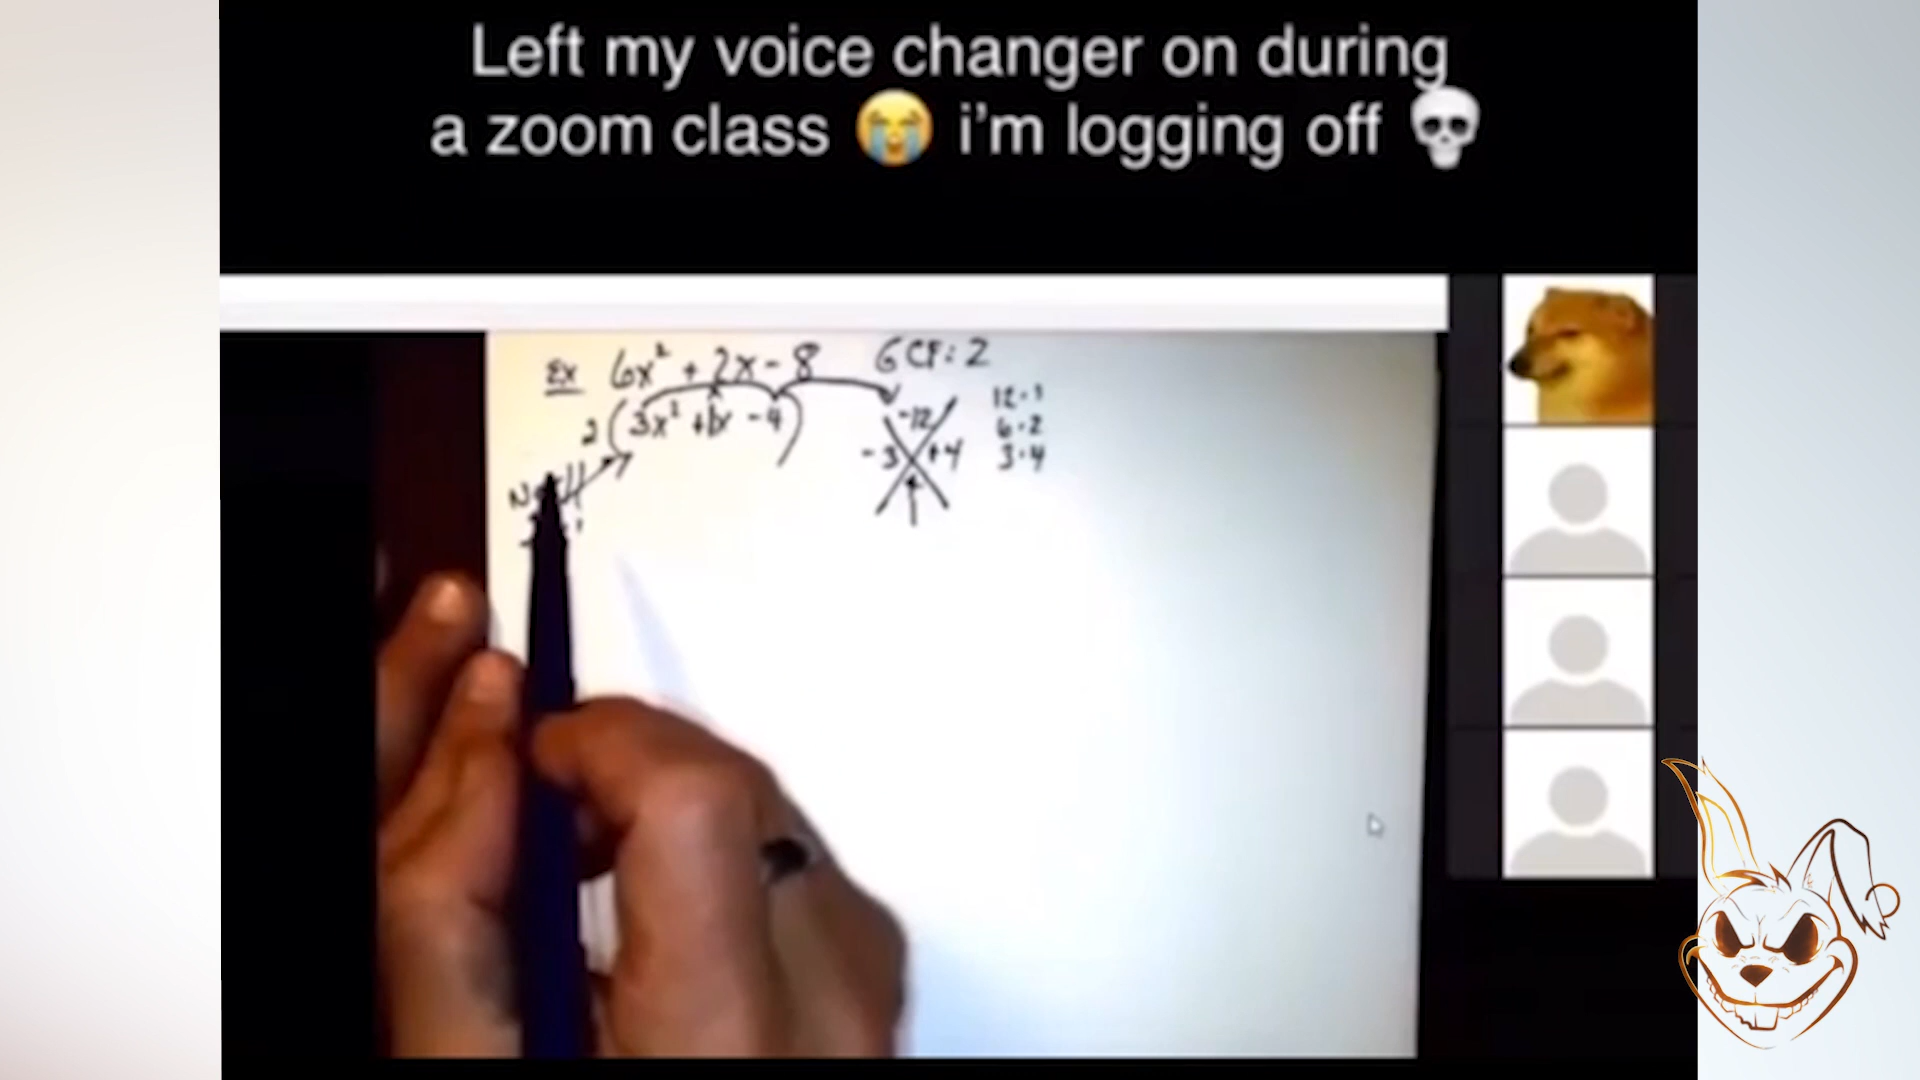 Left my voice changer on during
a zoom class 😭 i'm logging off 💀
Ex 6x² + 2x - 8 GCF: 2
2(3x² + 1x - 4)
-12
-3 +4
12·1
6·2
3·4